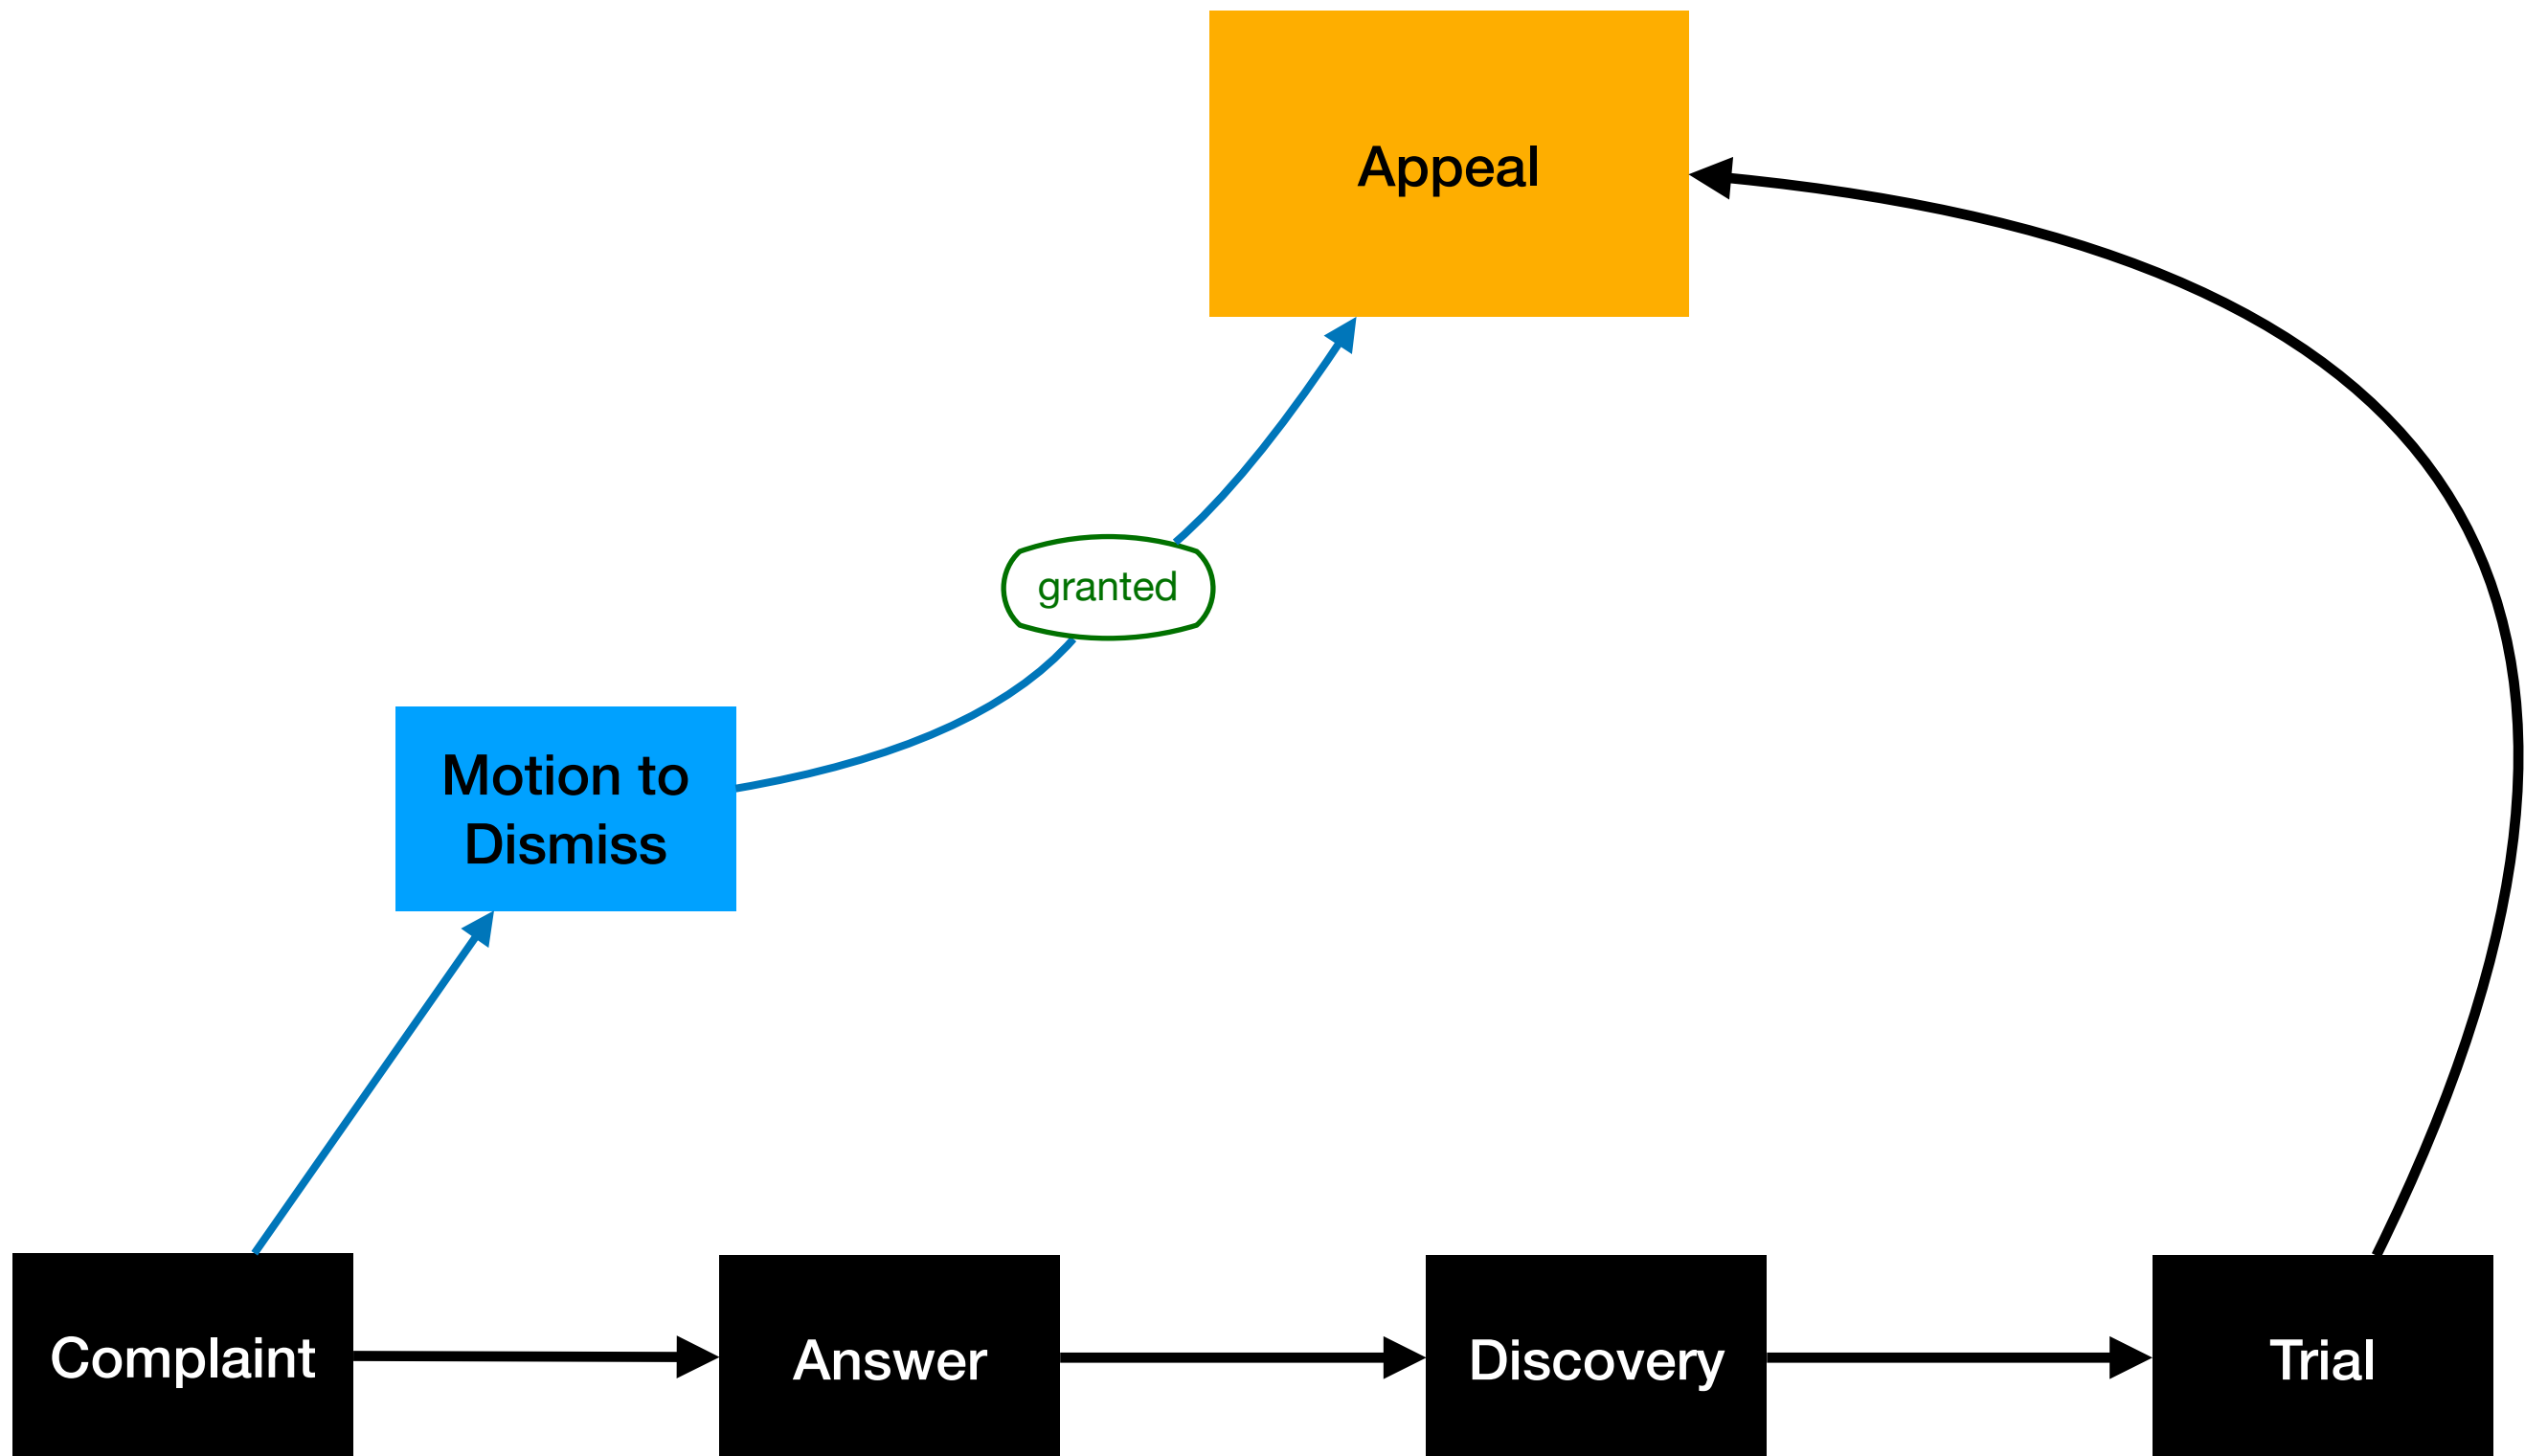 Appeal
granted
Motion to
Dismiss
Complaint
Answer
Discovery
Trial